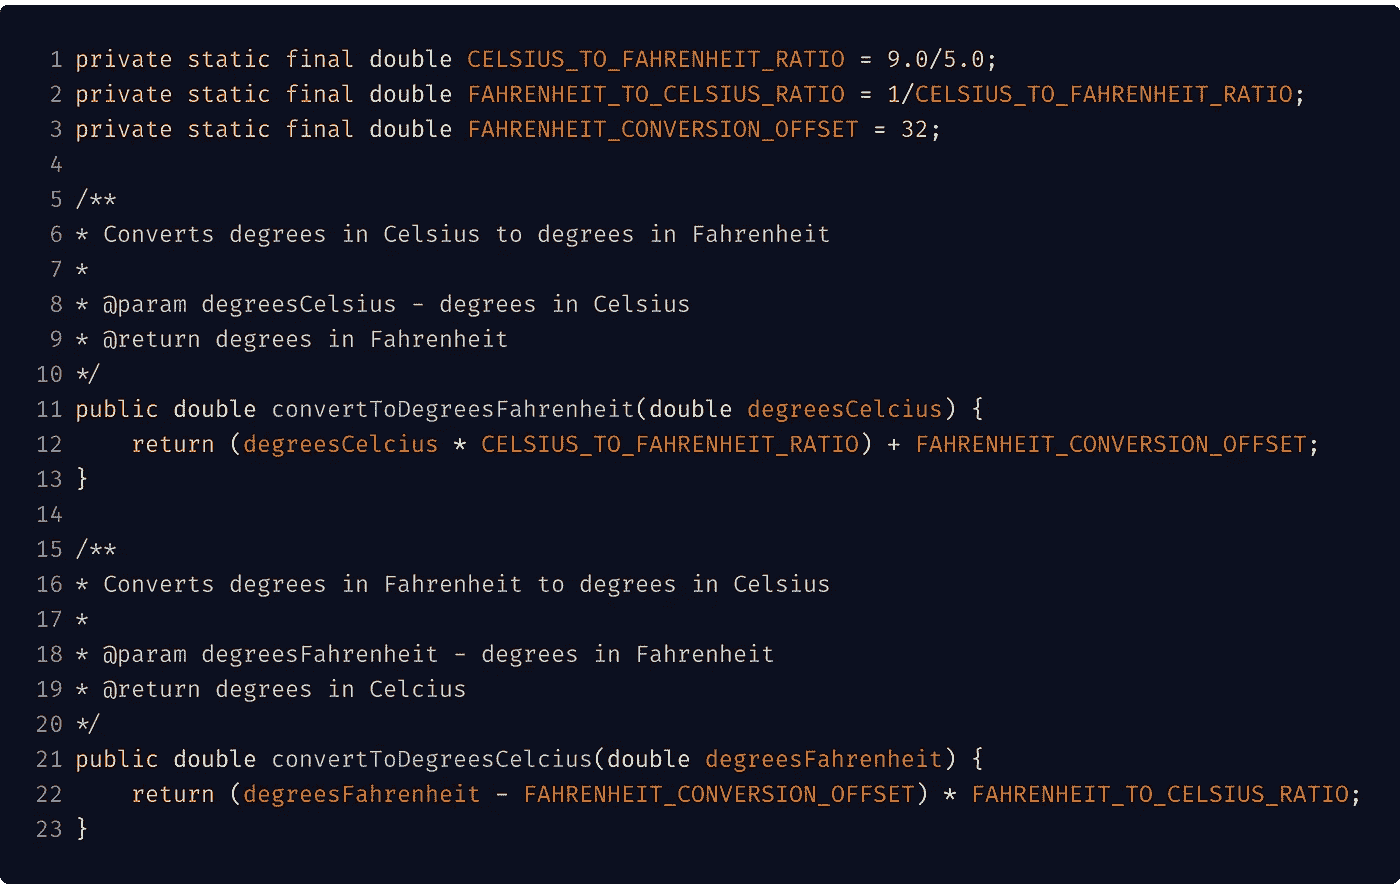 1 private static final double CELSIUS_TO_FAHRENHEIT_RATIO = 9.0/5.0;
2 private static final double FAHRENHEIT_TO_CELSIUS_RATIO = 1/CELSIUS_TO_FAHRENHEIT_RATIO;
3 private static final double FAHRENHEIT_CONVERSION_OFFSET = 32;
4
5 /**
6 * Converts degrees in Celsius to degrees in Fahrenheit
7 *
8 * @param degreesCelsius - degrees in Celsius
9 * @return degrees in Fahrenheit
10 */
11 public double convertToDegreesFahrenheit(double degreesCelcius) {
12     return (degreesCelcius * CELSIUS_TO_FAHRENHEIT_RATIO) + FAHRENHEIT_CONVERSION_OFFSET;
13 }
14
15 /**
16 * Converts degrees in Fahrenheit to degrees in Celsius
17 *
18 * @param degreesFahrenheit - degrees in Fahrenheit
19 * @return degrees in Celcius
20 */
21 public double convertToDegreesCelcius(double degreesFahrenheit) {
22     return (degreesFahrenheit - FAHRENHEIT_CONVERSION_OFFSET) * FAHRENHEIT_TO_CELSIUS_RATIO;
23 }